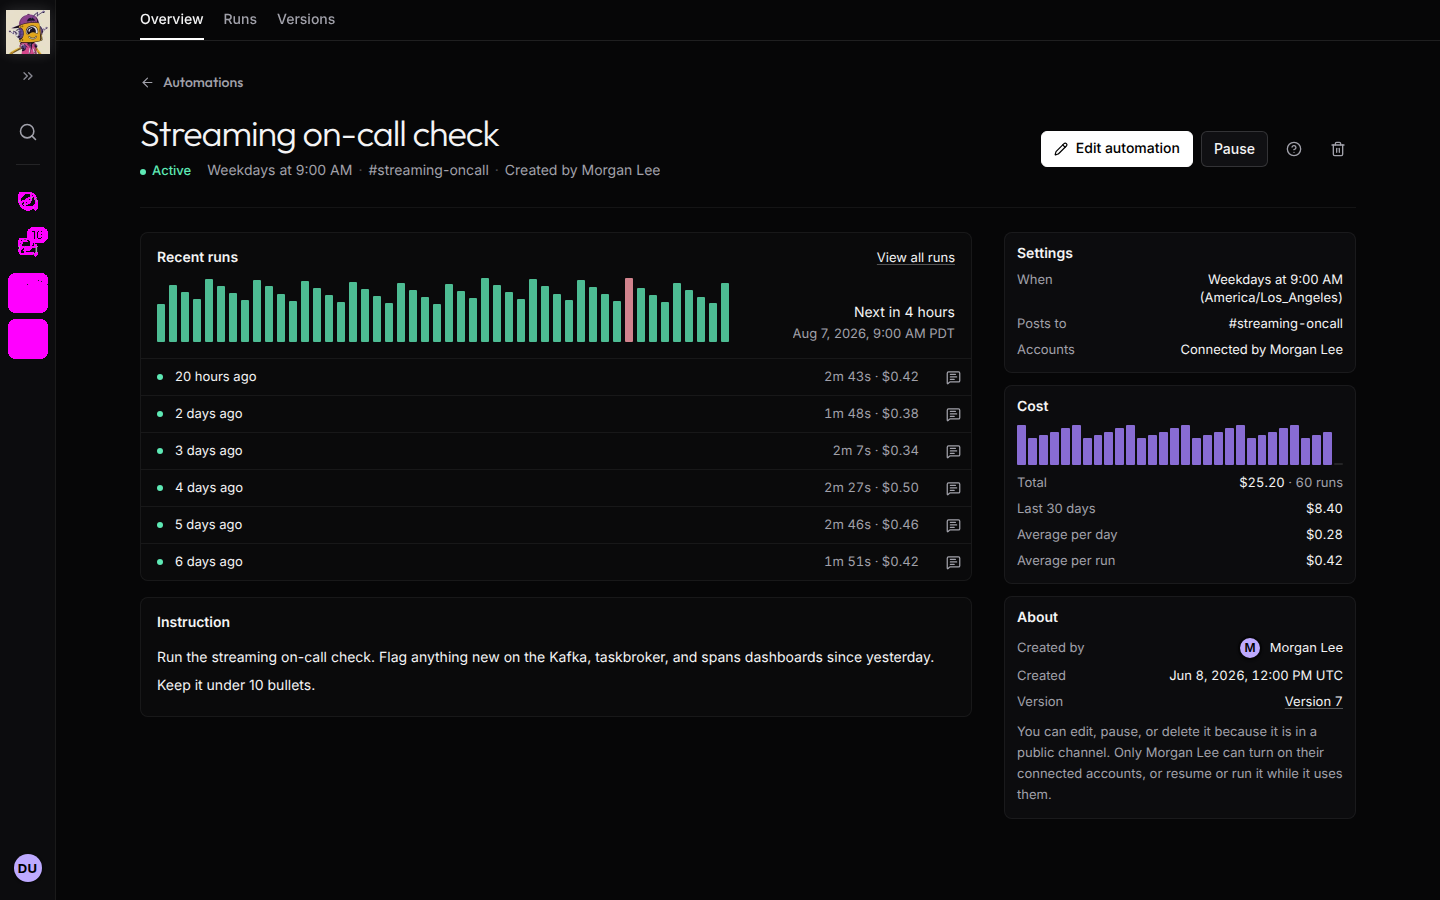 Overview Runs Versions
Automations
Streaming on-call check
Active Weekdays at 9:00 AM · #streaming-oncall · Created by Morgan Lee
Edit automation
Pause
Recent runs
View all runs
Next in 4 hours
Aug 7, 2026, 9:00 AM PDT
20 hours ago 2m 43s · $0.42
2 days ago 1m 48s · $0.38
3 days ago 2m 7s · $0.34
4 days ago 2m 27s · $0.50
5 days ago 2m 46s · $0.46
6 days ago 1m 51s · $0.42
Instruction
Run the streaming on-call check. Flag anything new on the Kafka, taskbroker, and spans dashboards since yesterday.
Keep it under 10 bullets.
Settings
When Weekdays at 9:00 AM
(America/Los_Angeles)
Posts to #streaming-oncall
Accounts Connected by Morgan Lee
Cost
Total $25.20 · 60 runs
Last 30 days $8.40
Average per day $0.28
Average per run $0.42
About
Created by M Morgan Lee
Created Jun 8, 2026, 12:00 PM UTC
Version Version 7
You can edit, pause, or delete it because it is in a
public channel. Only Morgan Lee can turn on their
connected accounts, or resume or run it while it uses
them.
DU